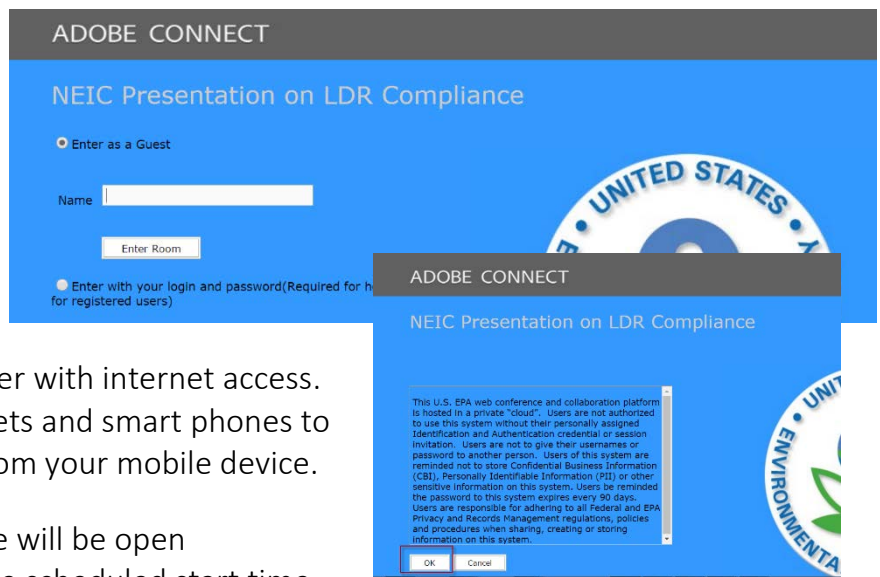 ADOBE CONNECT
NEIC Presentation on LDR Compliance
Enter as a Guest
Name
Enter Room
Enter with your login and password(Required for
for registered users)
UNITED STATES
ADOBE CONNECT
NEIC Presentation on LDR Compliance
This U.S. EPA web conference and collaboration platform
is hosted in a private "cloud". Users are not authorized
to use this system without their personally assigned
Identification and Authentication credential or session
invitation. Users are not to give their usernames or
password to another person. Users of this system are
reminded not to store Confidential Business Information
(CBI), Personally Identifiable Information (PII) or other
sensitive information on this system. Users be reminded
the password to this system expires every 90 days.
Users are responsible for adhering to all Federal and EPA
Privacy and Records Management regulations, policies
and procedures when sharing, creating or storing
information on this system.
OK Cancel
er with internet access.
ets and smart phones to
om your mobile device.
e will be open
scheduled start time